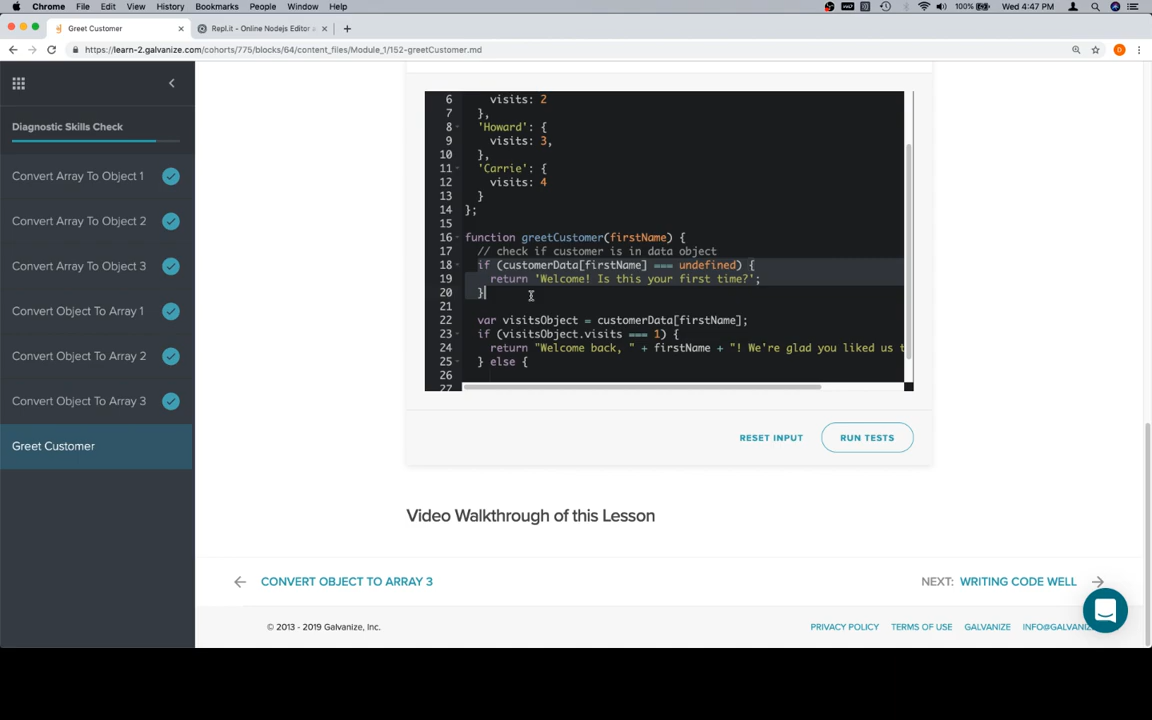 Chrome File Edit View History Bookmarks People Window Help 100% Wed 4:47 PM
Greet Customer
Repl.it - Online Nodejs Editor
https://learn-2.galvanize.com/cohorts/775/blocks/64/content_files/Module_1/152-greetCustomer.md
Diagnostic Skills Check
Convert Array To Object 1
Convert Array To Object 2
Convert Array To Object 3
Convert Object To Array 1
Convert Object To Array 2
Convert Object To Array 3
Greet Customer
6 visits: 2
7 },
8 'Howard': {
9 visits: 3,
10 },
11 'Carrie': {
12 visits: 4
13 }
14 };
15
16 function greetCustomer(firstName) {
17 // check if customer is in data object
18 if (customerData[firstName] === undefined) {
19 return 'Welcome! Is this your first time?';
20 }
21
22 var visitsObject = customerData[firstName];
23 if (visitsObject.visits === 1) {
24 return "Welcome back, " + firstName + "! We're glad you liked us t
25 } else {
26
27
RESET INPUT
RUN TESTS
Video Walkthrough of this Lesson
CONVERT OBJECT TO ARRAY 3
NEXT: WRITING CODE WELL
© 2013 - 2019 Galvanize, Inc.
PRIVACY POLICY TERMS OF USE GALVANIZE INFO@GALVANIZ